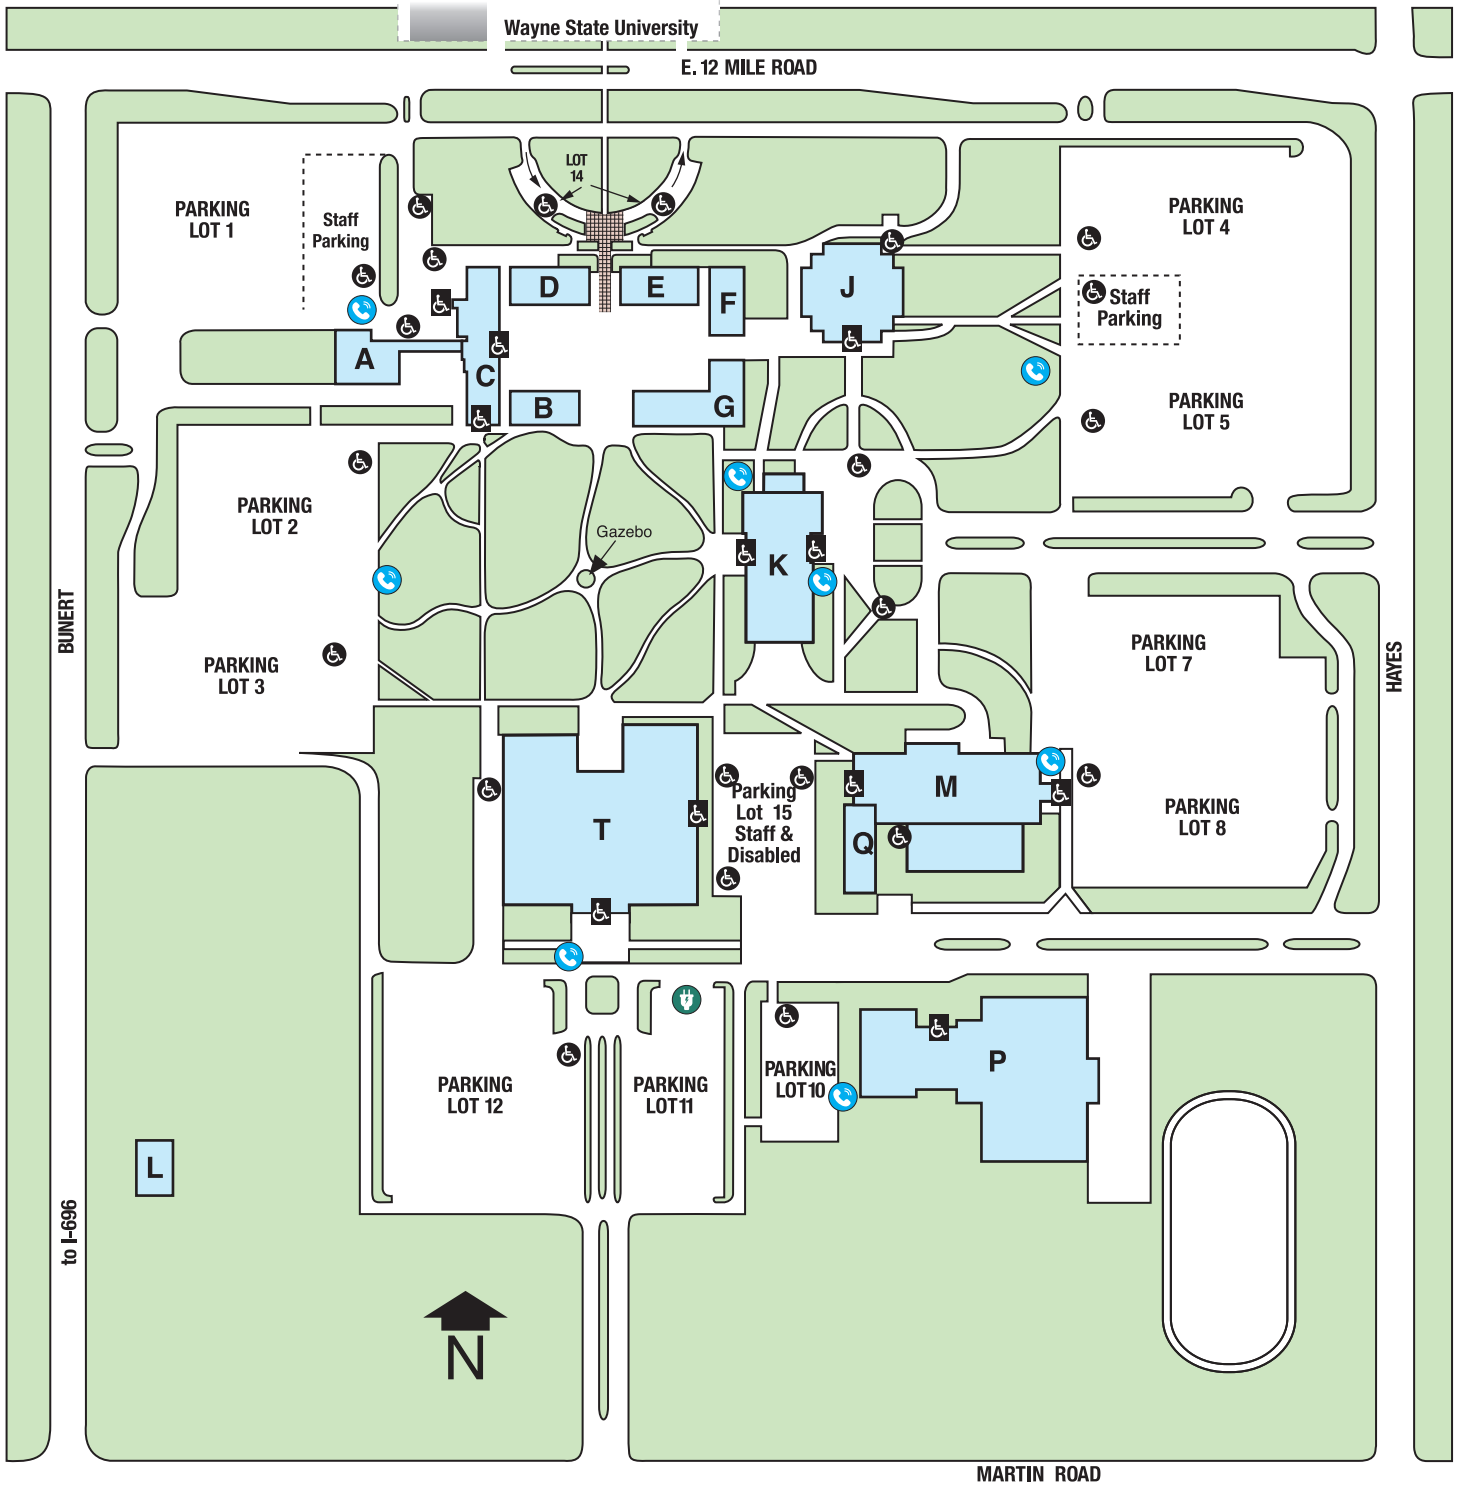 Wayne State University
E. 12 MILE ROAD
LOT
14
PARKING
LOT 1
Staff
Parking
PARKING
LOT 4
Staff
Parking
D
E
F
J
A
C
B
G
PARKING
LOT 5
PARKING
LOT 2
Gazebo
K
BUNERT
PARKING
LOT 3
PARKING
LOT 7
HAYES
T
Parking
Lot 15
Staff &
Disabled
M
Q
PARKING
LOT 8
PARKING
LOT 12
PARKING
LOT11
PARKING
LOT10
P
L
to I-696
N
MARTIN ROAD